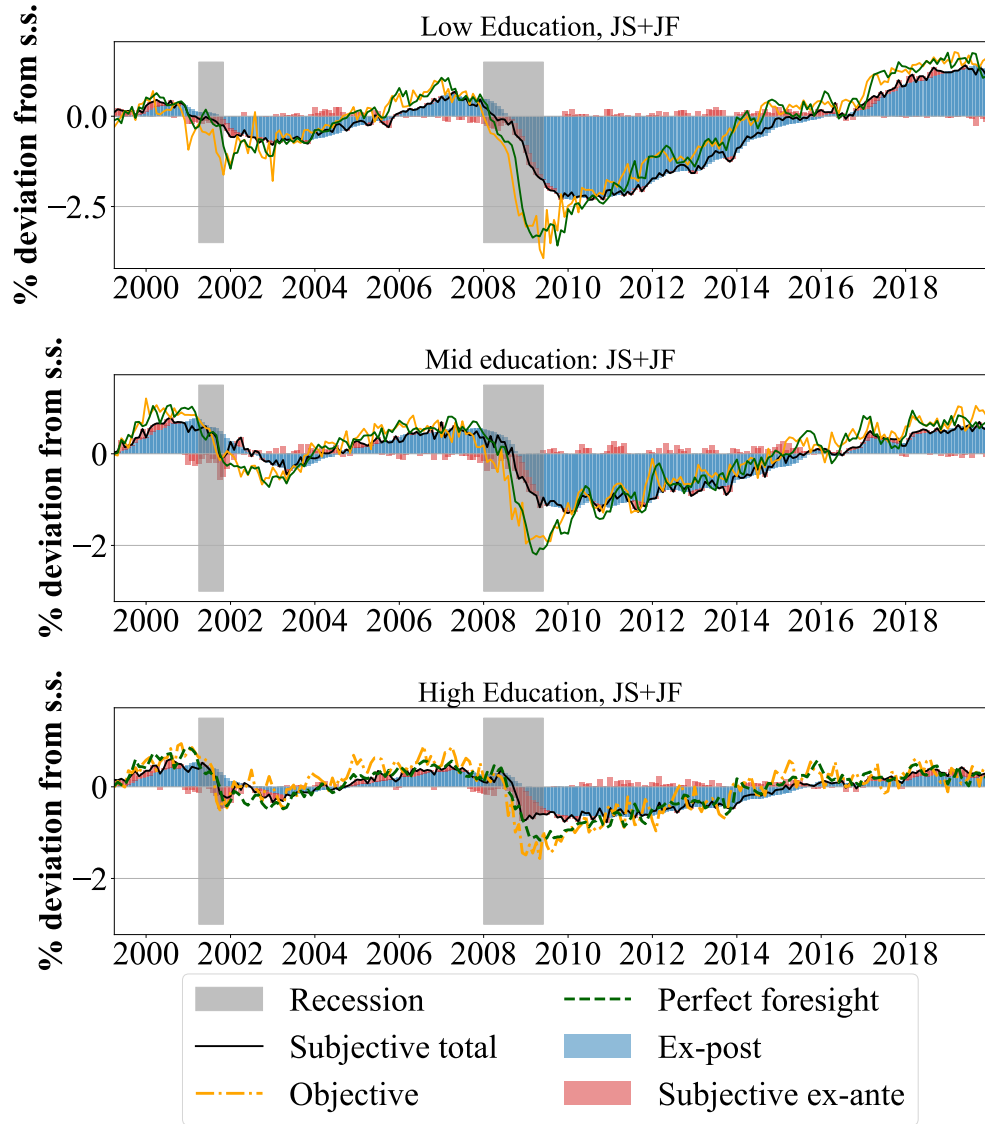 Low Education, JS+JF
% deviation from s.s.
0.0
−2.5
2000 2002 2004 2006 2008 2010 2012 2014 2016 2018
Mid education: JS+JF
% deviation from s.s.
0
−2
2000 2002 2004 2006 2008 2010 2012 2014 2016 2018
High Education, JS+JF
% deviation from s.s.
0
−2
2000 2002 2004 2006 2008 2010 2012 2014 2016 2018
Recession
Subjective total
Objective
Perfect foresight
Ex-post
Subjective ex-ante